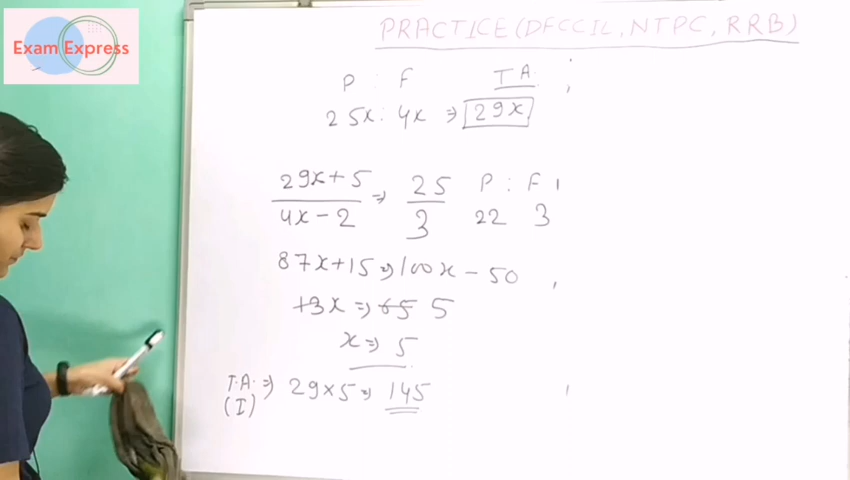 Exam Express
PRACTICE (DFCCIL, NTPC, RRB)
P : F T.A.
25x : 4x ⇒ 29x
29x+5 / 4x-2 ⇒ 25 / 3 P : F
22 3
87x+15 ⇒ 100x - 50
13x ⇒ 65 5
x ⇒ 5
T.A. ⇒ 29×5 ⇒ 145
(I)